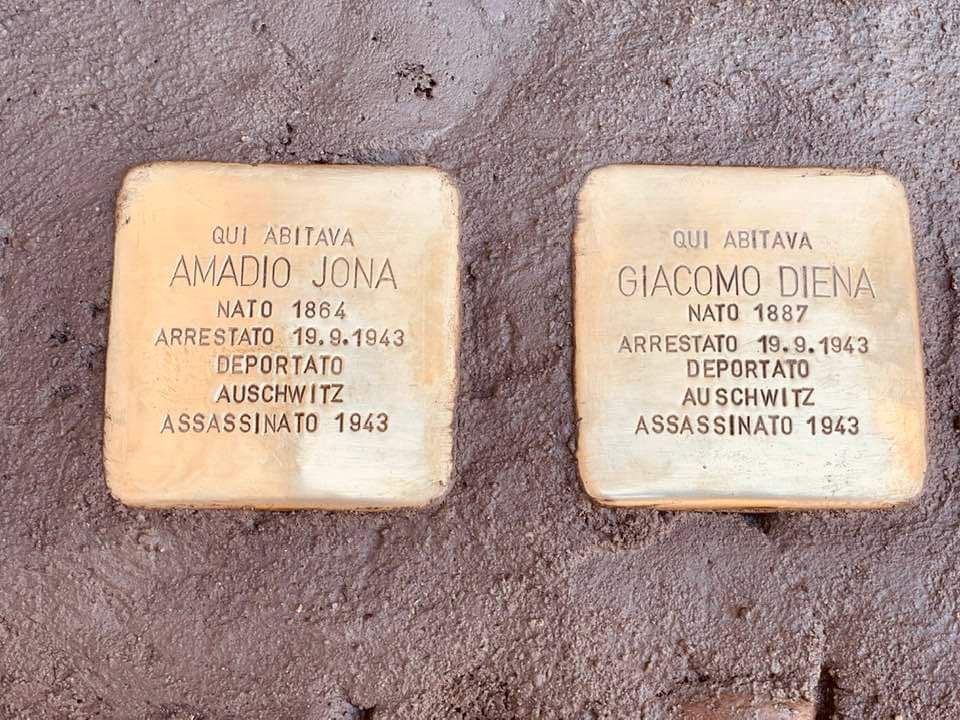 QUI ABITAVA
AMADIO JONA
NATO 1864
ARRESTATO 19.9.1943
DEPORTATO
AUSCHWITZ
ASSASSINATO 1943
QUI ABITAVA
GIACOMO DIENA
NATO 1887
ARRESTATO 19.9.1943
DEPORTATO
AUSCHWITZ
ASSASSINATO 1943